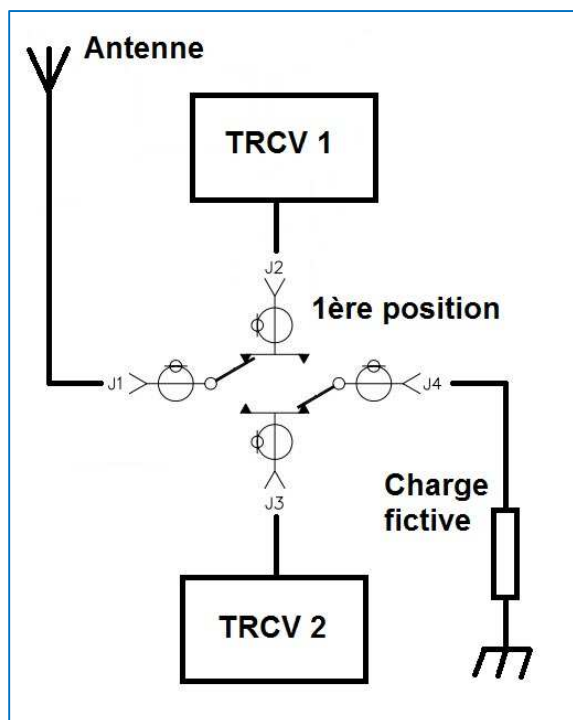 Antenne
TRCV 1
J2
1ère position
J1
J4
J3
Charge
fictive
TRCV 2